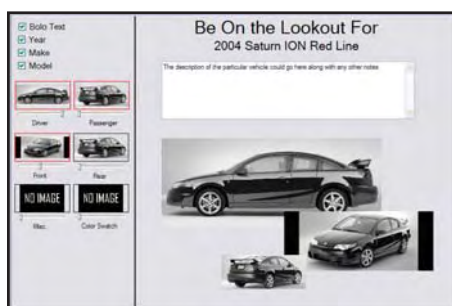 Bolo Text
Year
Make
Model
Driver
Passenger
Front
Rear
NO IMAGE
NO IMAGE
Misc.
Color Swatch
Be On the Lookout For
2004 Saturn ION Red Line
The description of the particular vehicle could go here along with any other notes